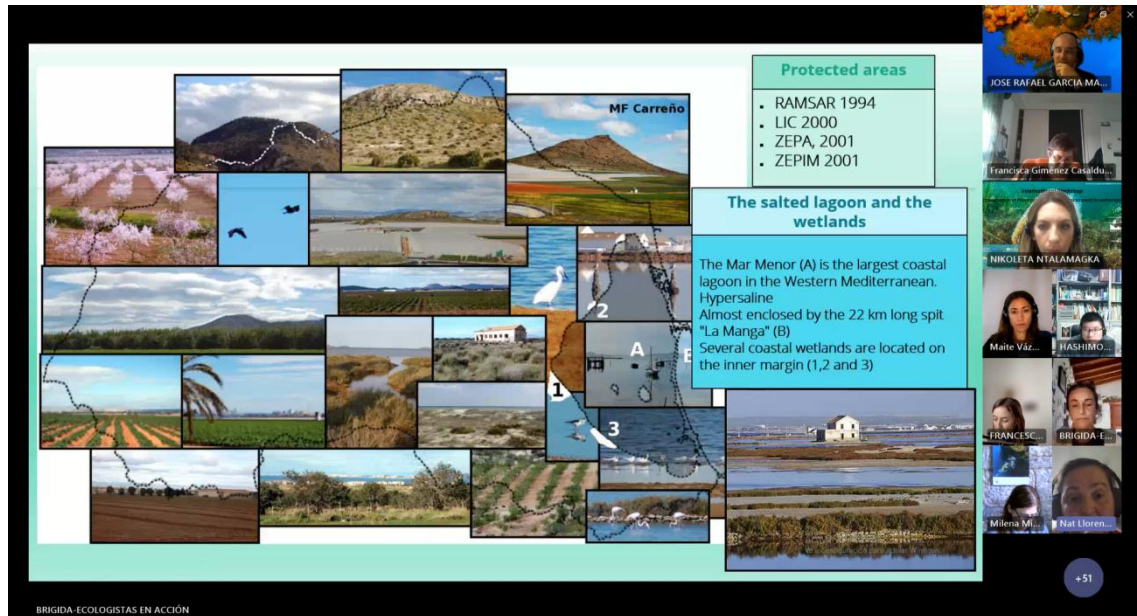 MF Carreño
Protected areas
RAMSAR 1994
LIC 2000
ZEPA, 2001
ZEPIM 2001
The salted lagoon and the
wetlands
The Mar Menor (A) is the largest coastal
lagoon in the Western Mediterranean.
Hypersaline
Almost enclosed by the 22 km long spit
"La Manga" (B)
Several coastal wetlands are located on
the inner margin (1,2 and 3)
2
A
1
3
JOSE RAFAEL GARCIA MA...
Francisca Giménez Casaldu...
NIKOLETA NTALAMAGKA
Maite Váz...
HASHIMO...
FRANCESC...
BRIGIDA-E...
Milena Mi...
Nat Lloren...
+51
BRIGIDA-ECOLOGISTAS EN ACCIÓN